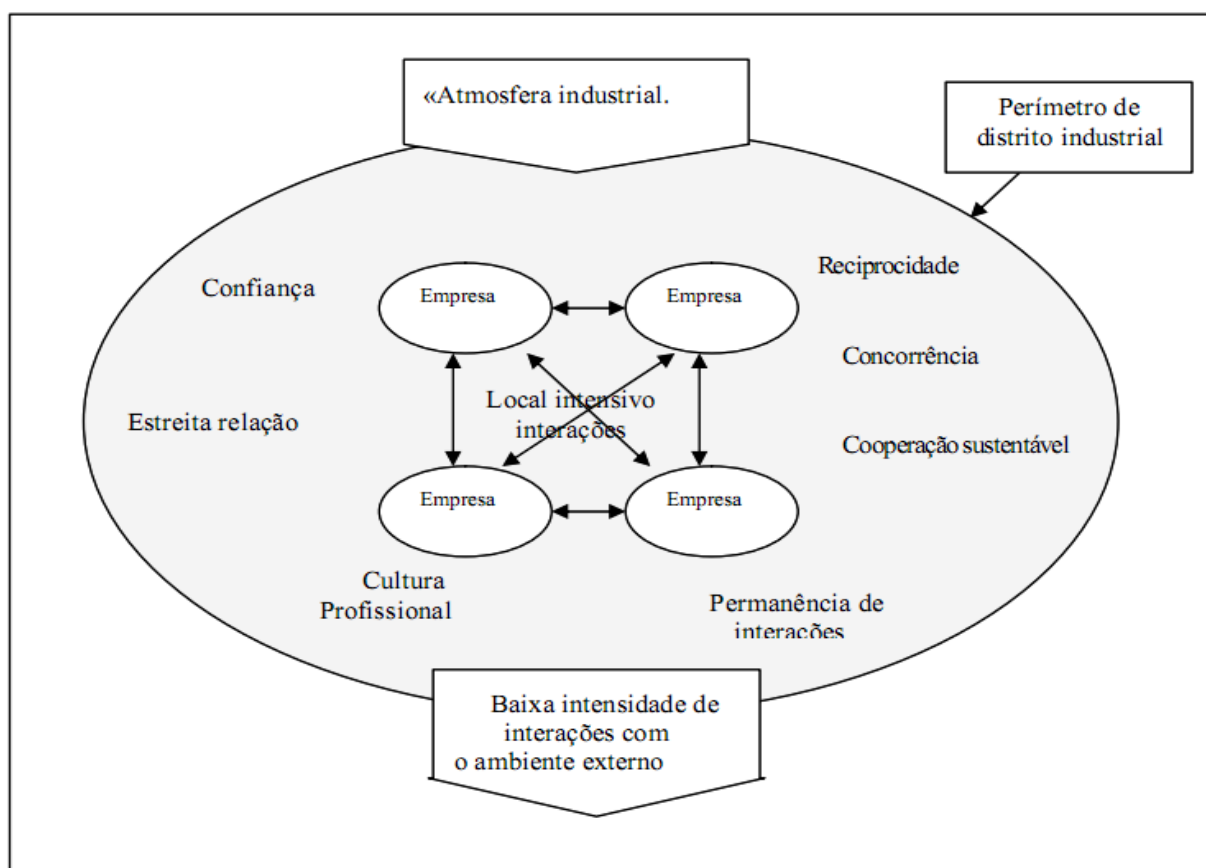 «Atmosfera industrial.
Perímetro de
distrito industrial
Confiança
Empresa
Empresa
Reciprocidade
Concorrência
Estreita relação
Local intensivo
interações
Cooperação sustentável
Empresa
Empresa
Cultura
Profissional
Permanência de
interações
Baixa intensidade de
interações com
o ambiente externo